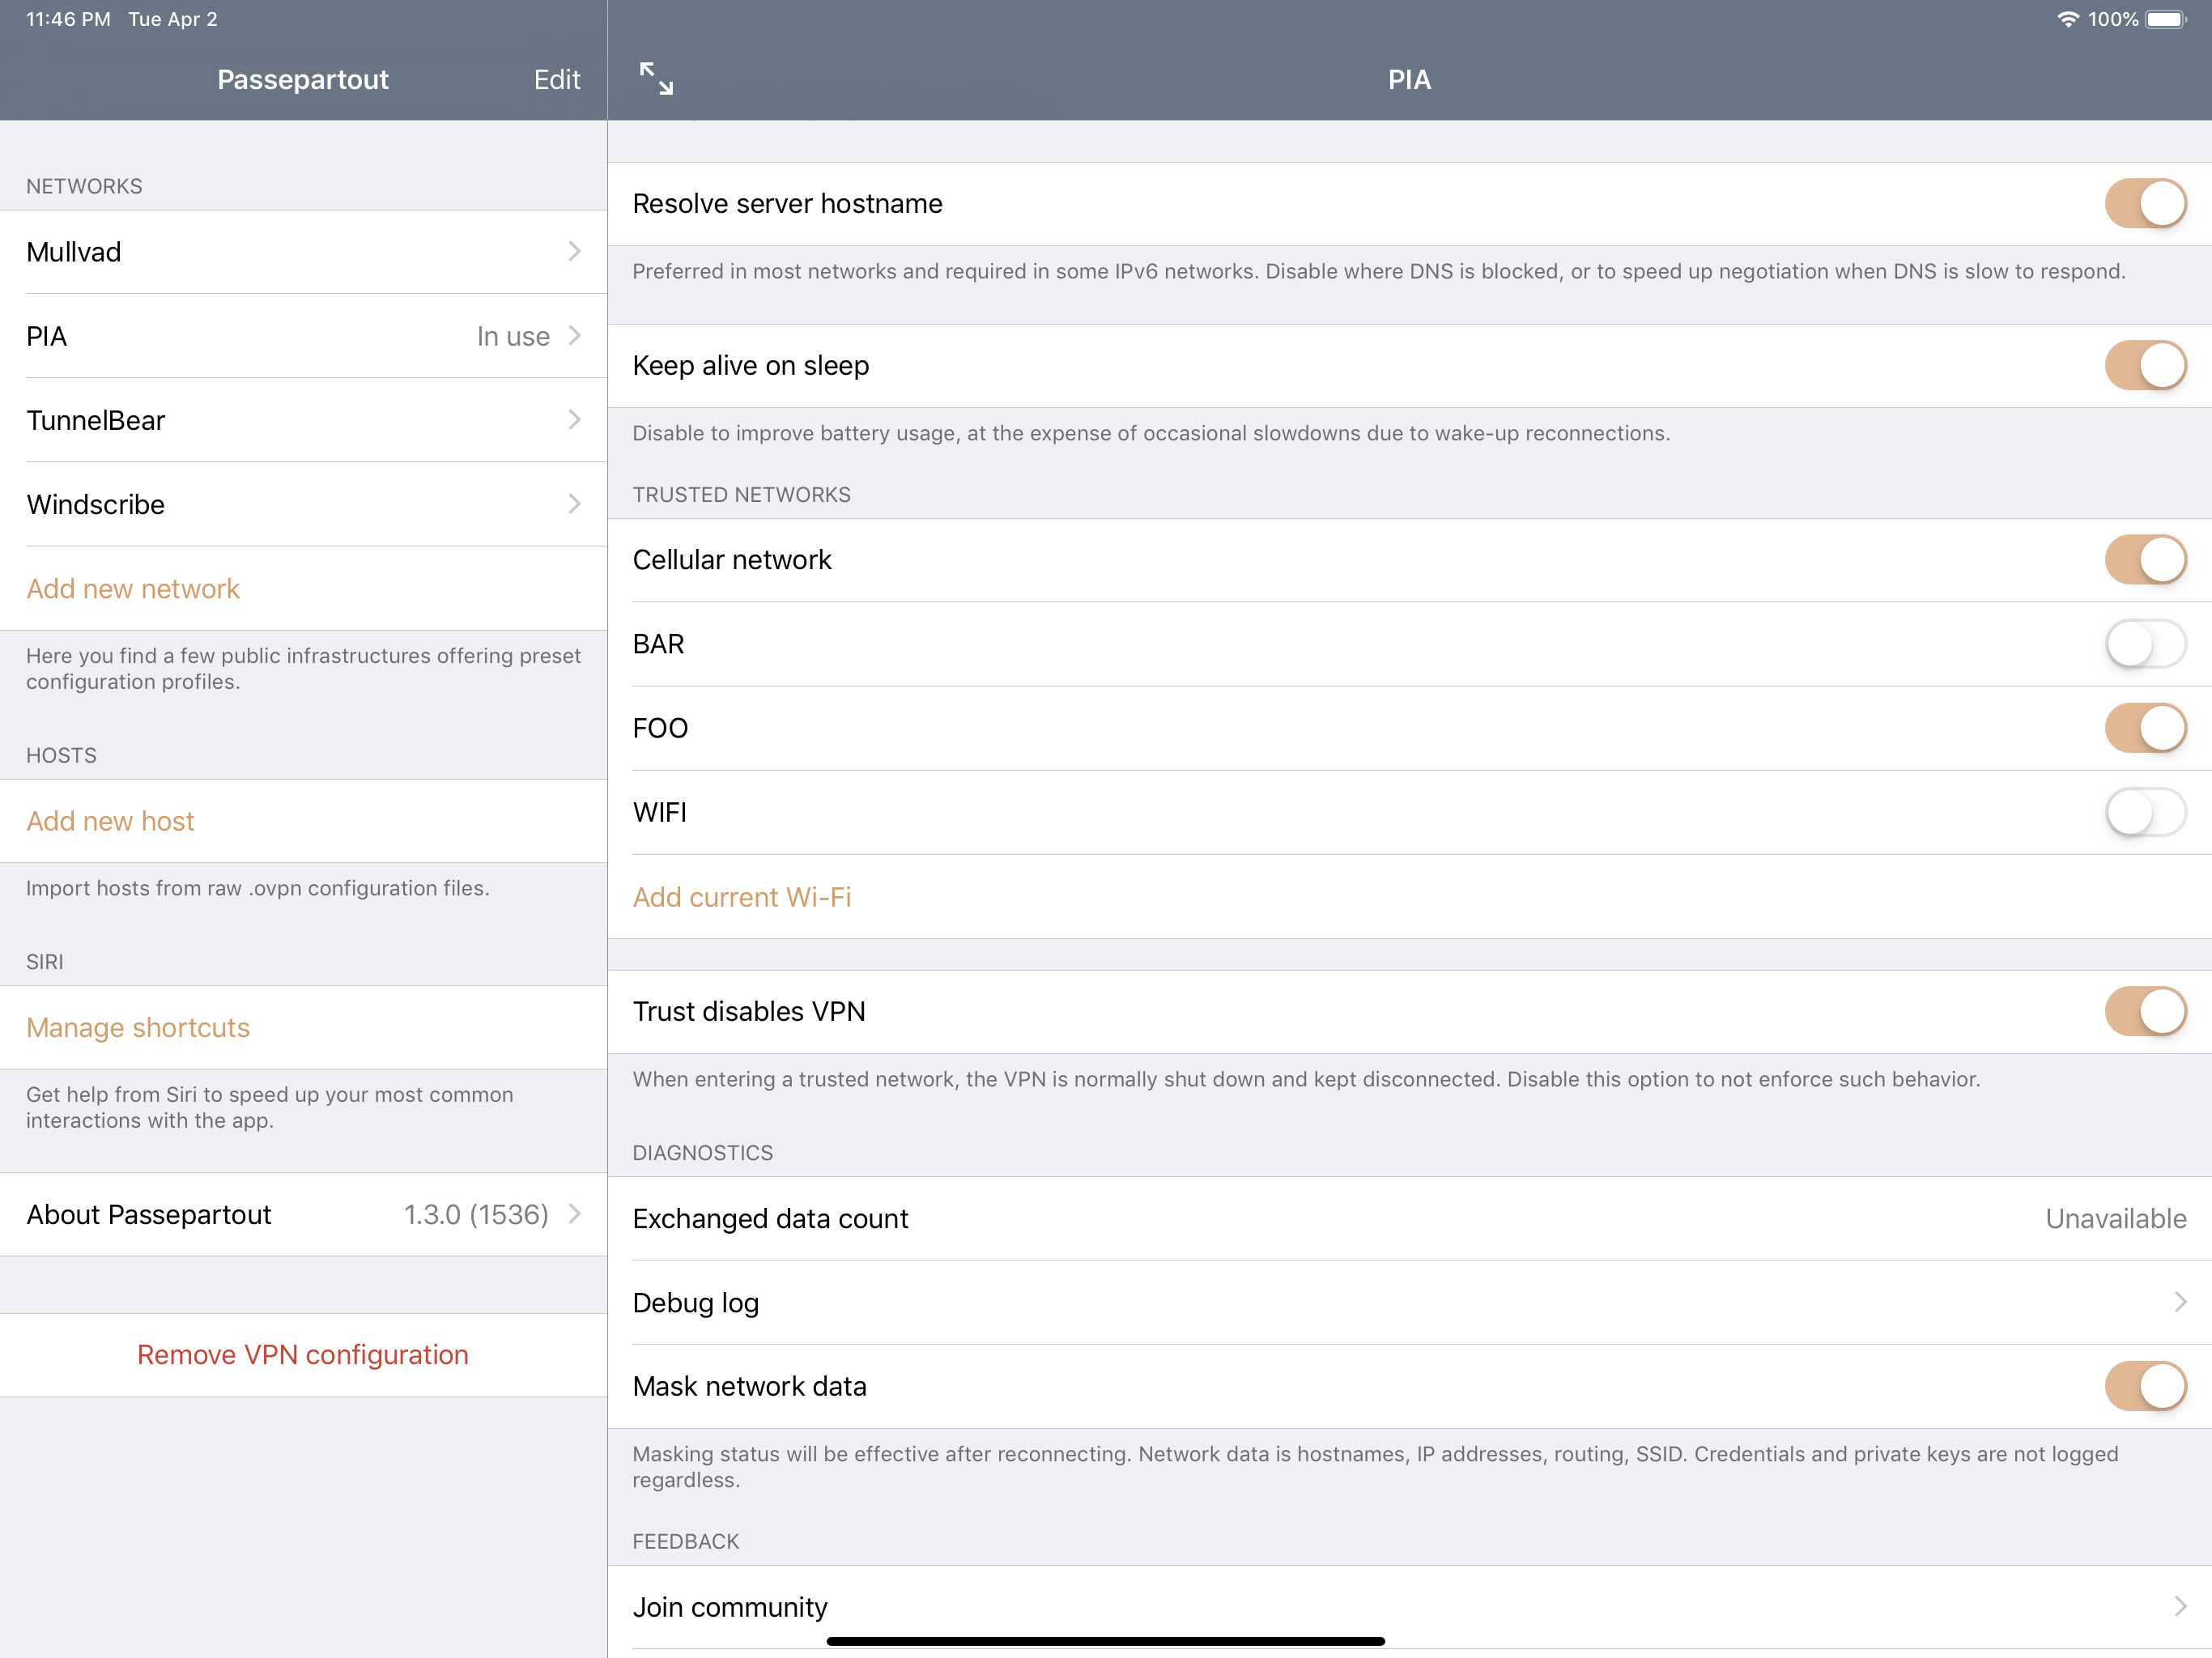 11:46 PM Tue Apr 2
100%
Passepartout
Edit
NETWORKS
Mullvad
PIA
In use
TunnelBear
Windscribe
Add new network
Here you find a few public infrastructures offering preset
configuration profiles.
HOSTS
Add new host
Import hosts from raw .ovpn configuration files.
SIRI
Manage shortcuts
Get help from Siri to speed up your most common
interactions with the app.
About Passepartout
1.3.0 (1536)
Remove VPN configuration
PIA
Resolve server hostname
Preferred in most networks and required in some IPv6 networks. Disable where DNS is blocked, or to speed up negotiation when DNS is slow to respond.
Keep alive on sleep
Disable to improve battery usage, at the expense of occasional slowdowns due to wake-up reconnections.
TRUSTED NETWORKS
Cellular network
BAR
FOO
WIFI
Add current Wi-Fi
Trust disables VPN
When entering a trusted network, the VPN is normally shut down and kept disconnected. Disable this option to not enforce such behavior.
DIAGNOSTICS
Exchanged data count
Unavailable
Debug log
Mask network data
Masking status will be effective after reconnecting. Network data is hostnames, IP addresses, routing, SSID. Credentials and private keys are not logged
regardless.
FEEDBACK
Join community